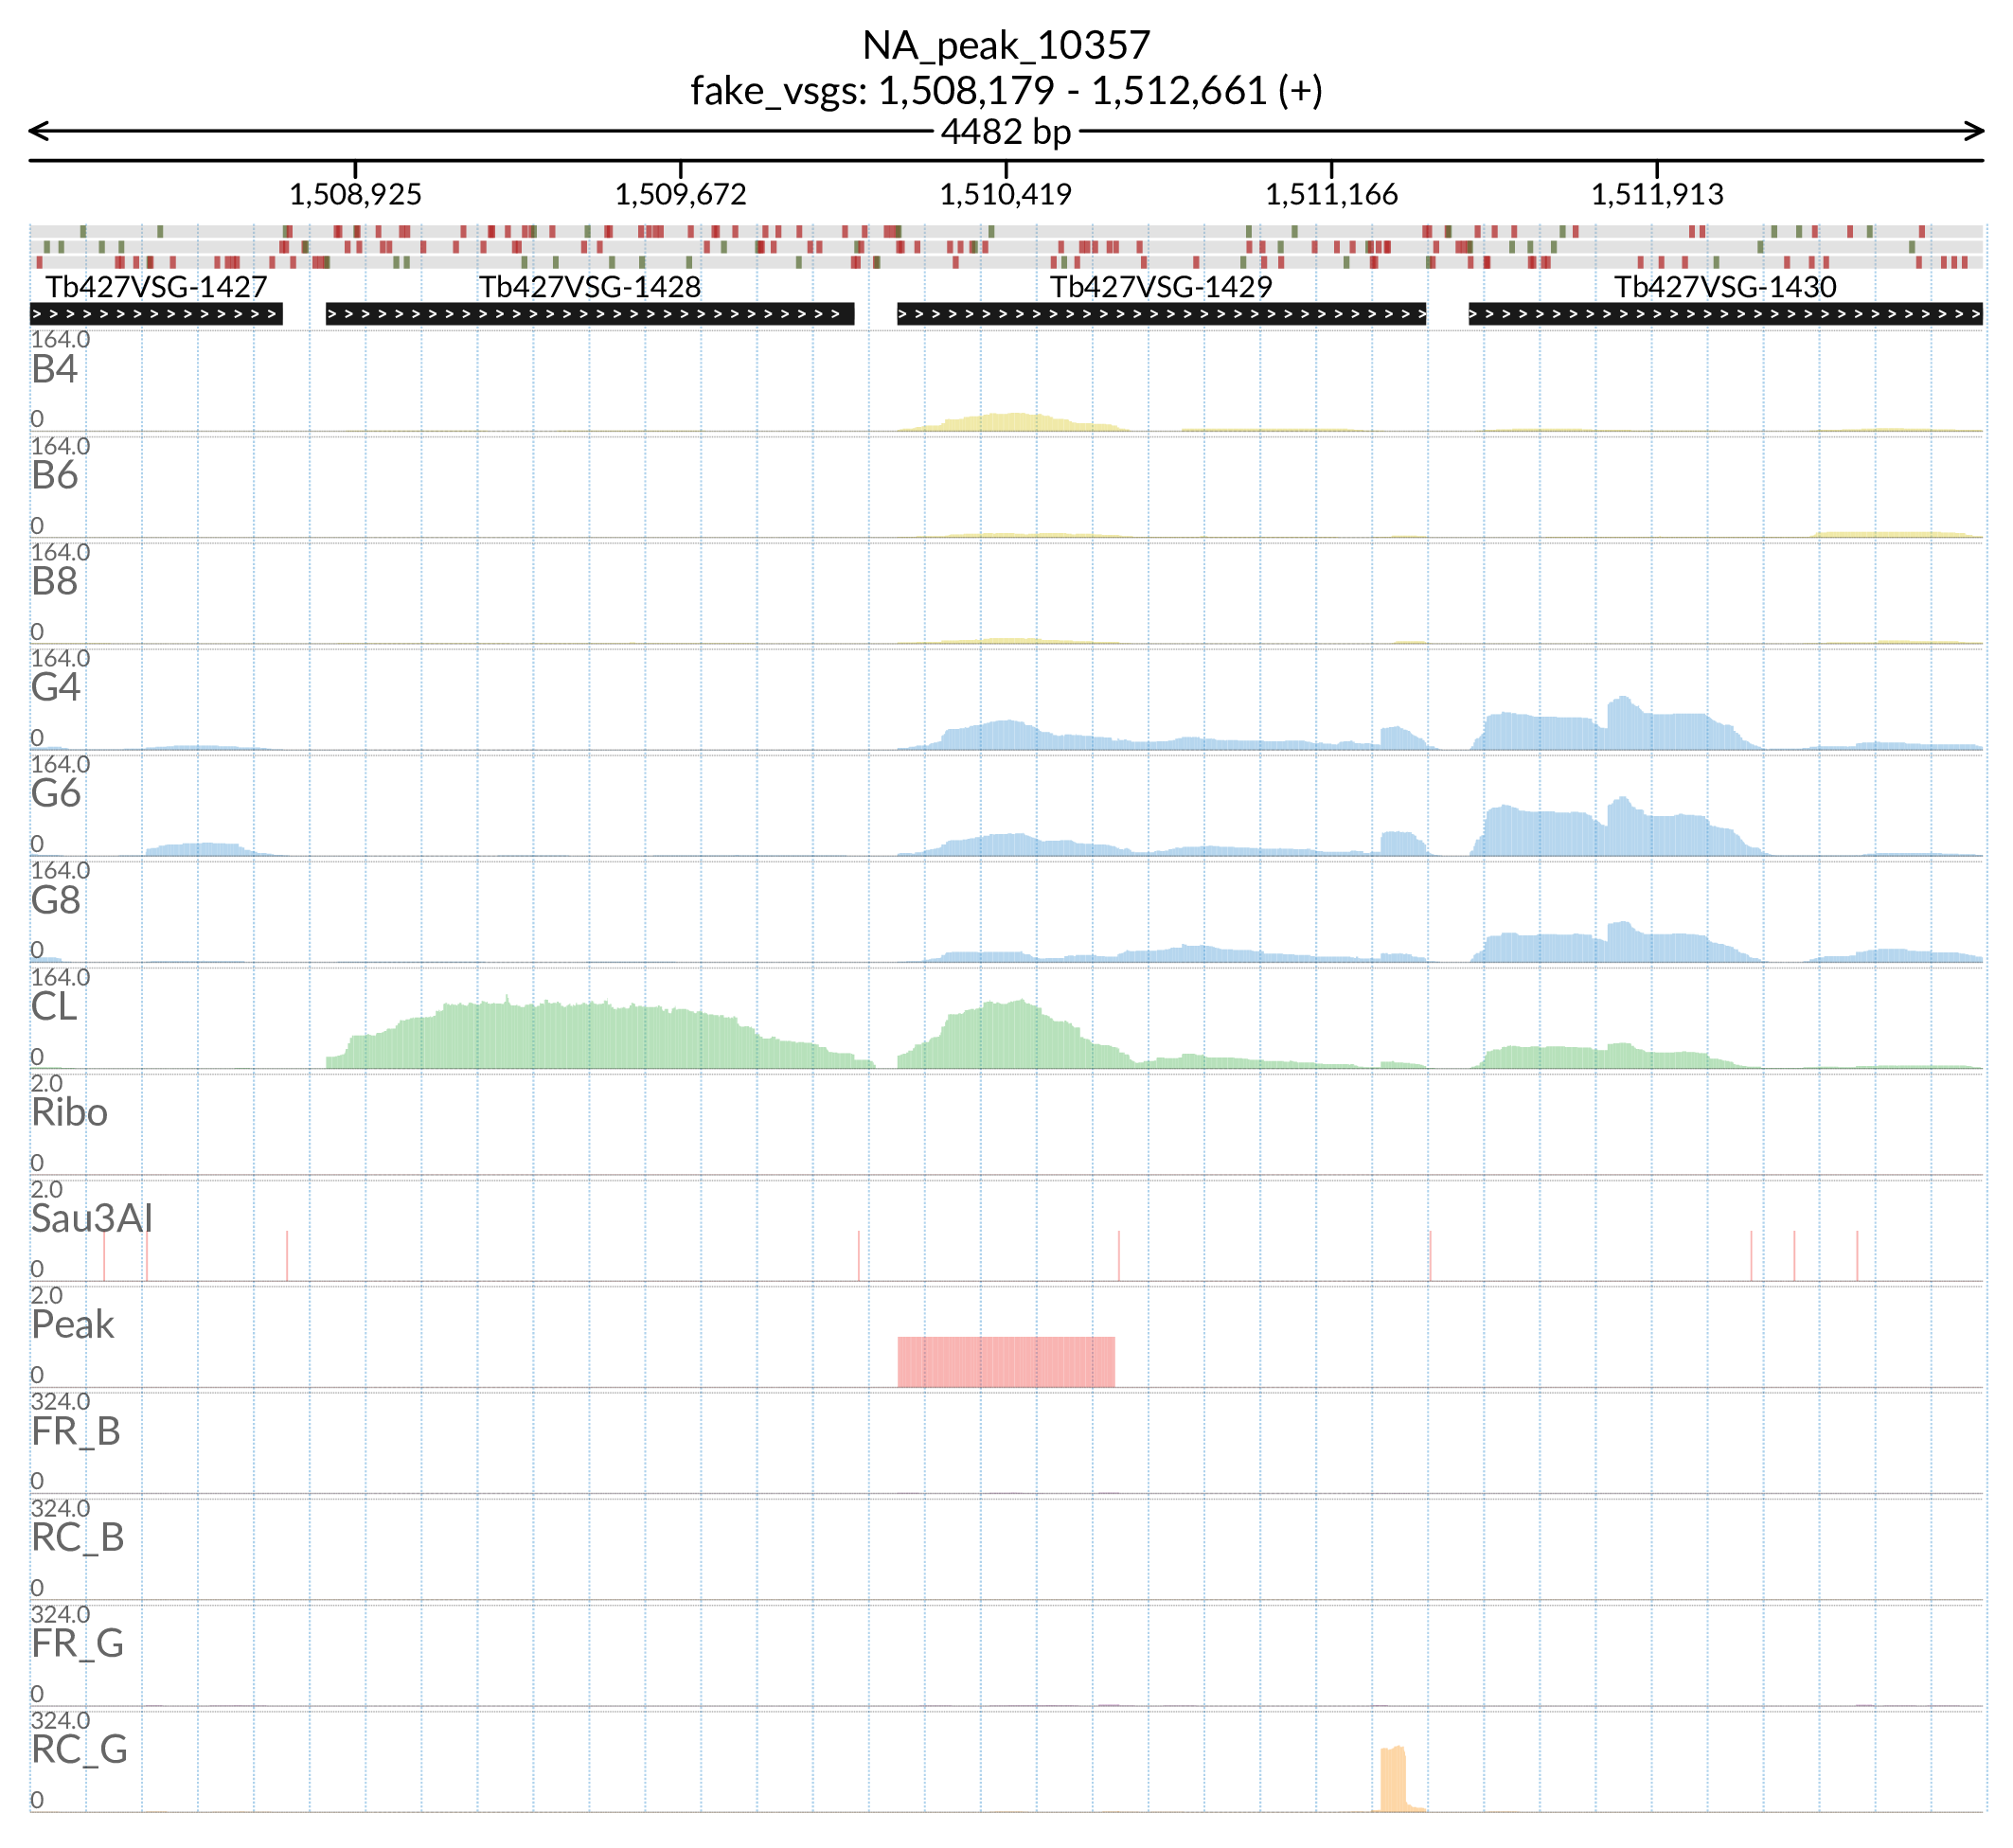 NA_peak_10357
fake_vsgs: 1,508,179 - 1,512,661 (+)
4482 bp
1,508,925 1,509,672 1,510,419 1,511,166 1,511,913
Tb427VSG-1427 Tb427VSG-1428 Tb427VSG-1429 Tb427VSG-1430
164.0
B4
0
164.0
B6
0
164.0
B8
0
164.0
G4
0
164.0
G6
0
164.0
G8
0
164.0
CL
0
2.0
Ribo
0
2.0
Sau3AI
0
2.0
Peak
0
324.0
FR_B
0
324.0
RC_B
0
324.0
FR_G
0
324.0
RC_G
0